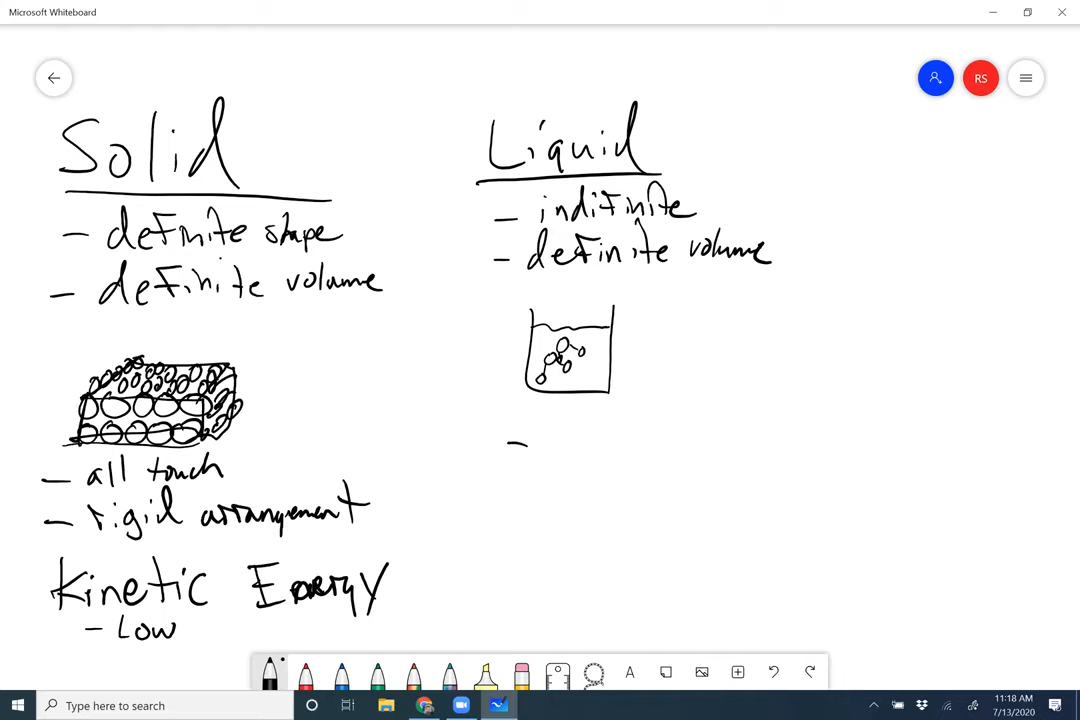 Microsoft Whiteboard
RS
Solid
- definite shape
- definite volume
- all touch
- rigid arrangement
Kinetic Energy
- Low
Liquid
- indifinite
- definite volume
-
A
Type here to search
11:18 AM
7/13/2020